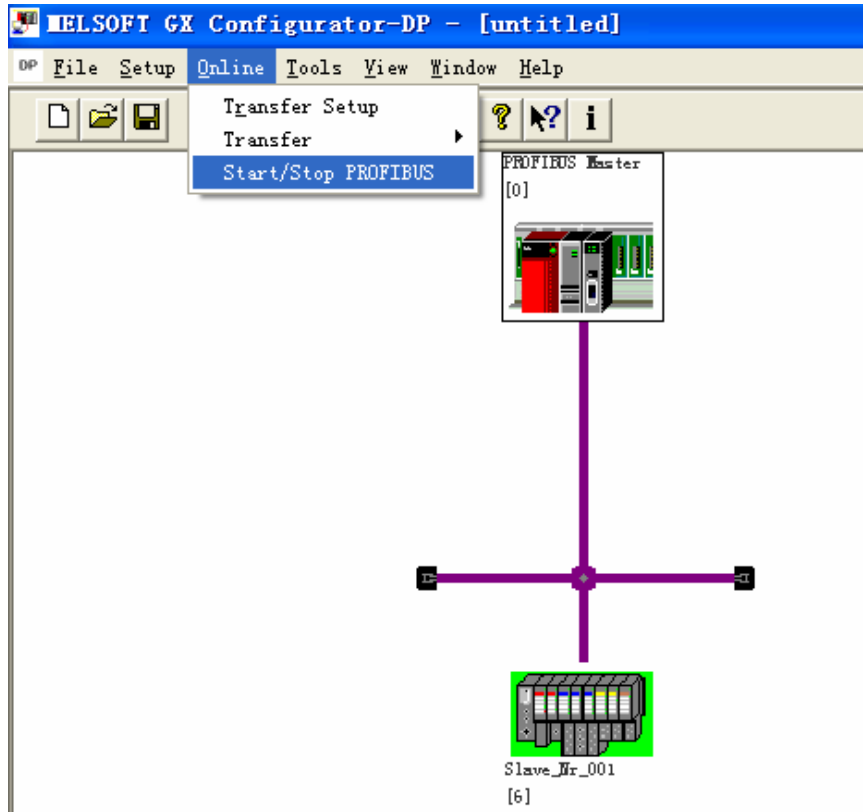 MELSOFT GX Configurator-DP - [untitled]
DP File Setup Online Tools View Window Help
Transfer Setup
Transfer
Start/Stop PROFIBUS
PROFIBUS Master
[0]
Slave_Nr_001
[6]